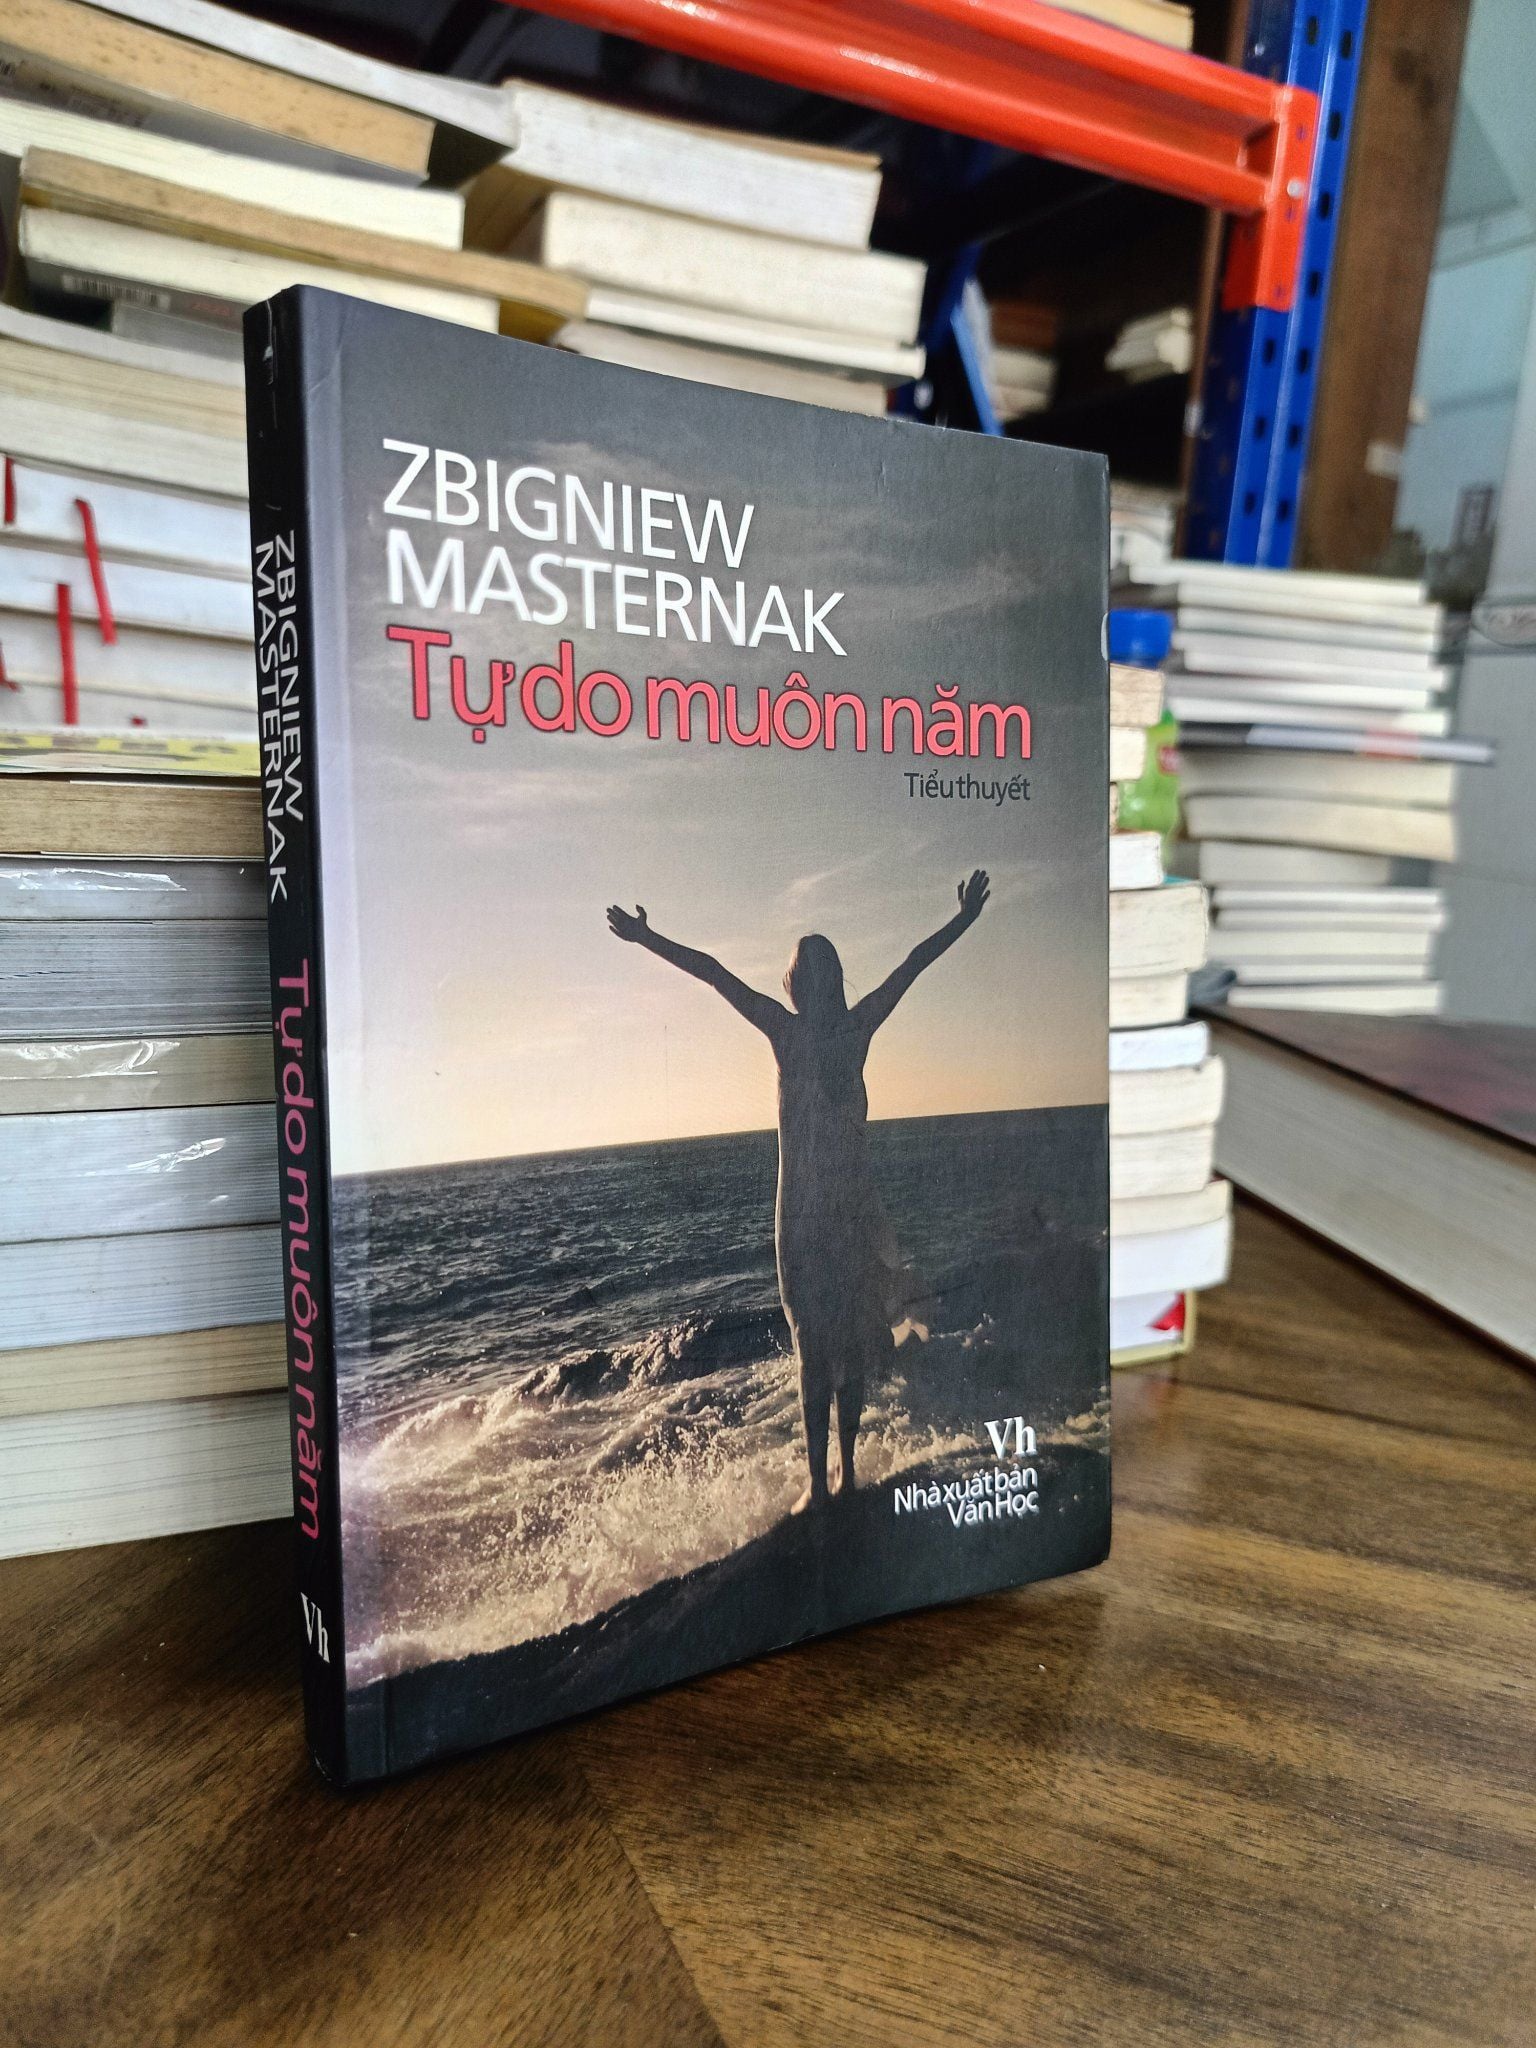 ZBIGNIEW
MASTERNAK
Tự do muôn năm
Tiểu thuyết
Vh
Nhà xuất bản
Văn Học
ZBIGNIEW
MASTERNAK
Tự do muôn năm
Vh